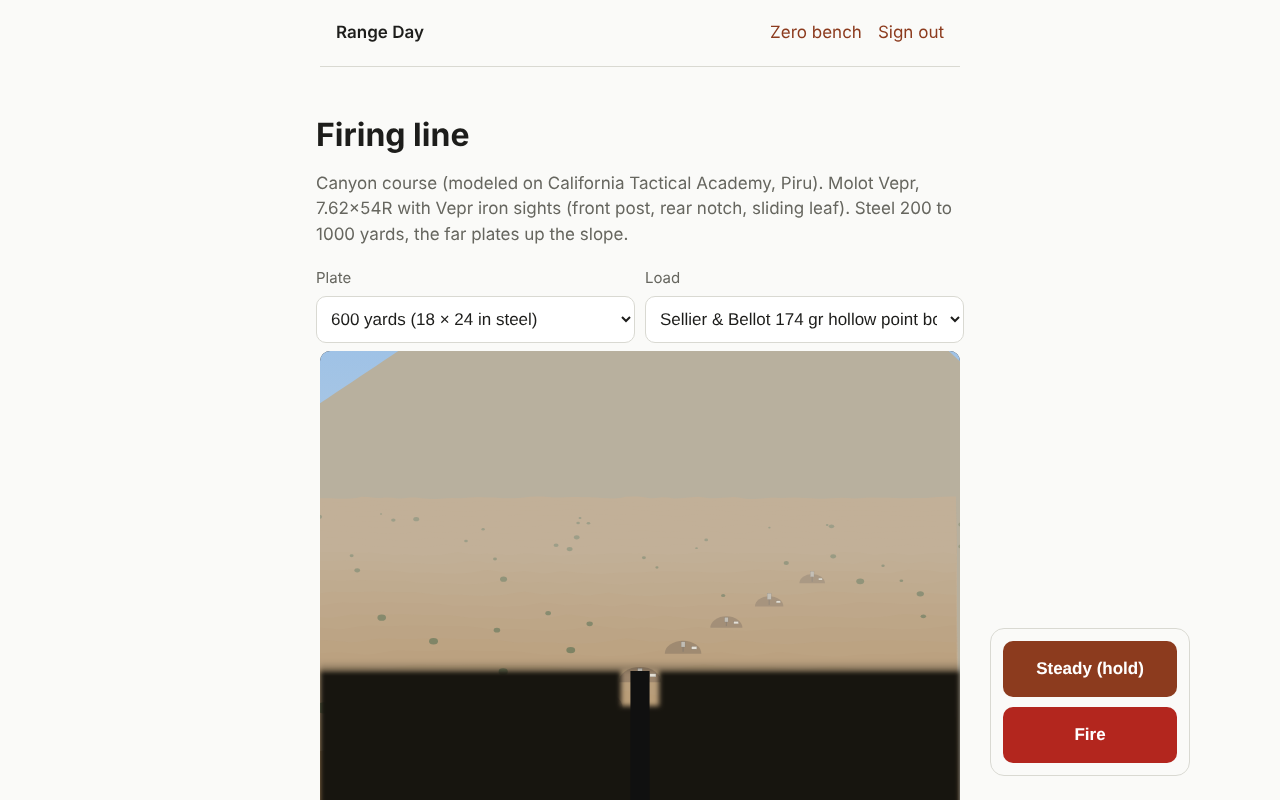 Range Day
Zero bench
Sign out
Firing line
Canyon course (modeled on California Tactical Academy, Piru). Molot Vepr,
7.62×54R with Vepr iron sights (front post, rear notch, sliding leaf). Steel 200 to
1000 yards, the far plates up the slope.
Plate
Load
600 yards (18 × 24 in steel)
Sellier & Bellot 174 gr hollow point
Steady (hold)
Fire